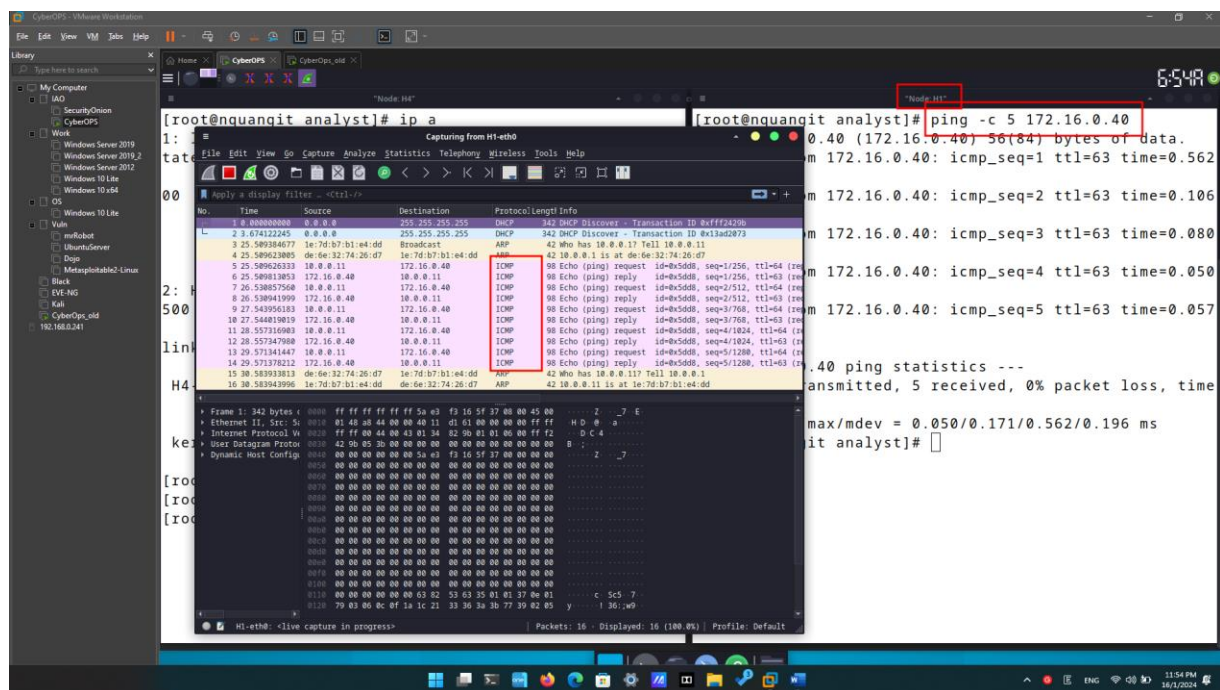 CyberOPS - VMware Workstation
File Edit View VM Tabs Help
Library
Type here to search
Home CyberOPS CyberOps_old
My Computer
IAO
SecurityOnion
CyberOPS
Work
Windows Server 2019
Windows Server 2019_2
Windows Server 2012
Windows 10 Lite
Windows 10 x64
OS
Windows 10 Lite
Vuln
mrRobot
UbuntuServer
Dojo
Metasploitable2-Linux
Black
EVE-NG
Kali
CyberOps_old
192.168.0.241
"Node: H4"
[root@nquangit analyst]# ip a
1:
tate
00
2: H
500
link
H4-
ker
[roo
[roo
[roo
Capturing from H1-eth0
File Edit View Go Capture Analyze Statistics Telephony Wireless Tools Help
Apply a display filter … <Ctrl-/>
No. Time Source Destination Protocol Length Info
1 0.000000000 0.0.0.0 255.255.255.255 DHCP 342 DHCP Discover - Transaction ID 0xfff2429b
2 3.674122245 0.0.0.0 255.255.255.255 DHCP 342 DHCP Discover - Transaction ID 0x13ad2073
3 25.509384677 1e:7d:b7:b1:e4:dd Broadcast ARP 42 Who has 10.0.0.1? Tell 10.0.0.11
4 25.509623005 de:6e:32:74:26:d7 1e:7d:b7:b1:e4:dd ARP 42 10.0.0.1 is at de:6e:32:74:26:d7
5 25.509626333 10.0.0.11 172.16.0.40 ICMP 98 Echo (ping) request id=0x5dd8, seq=1/256, ttl=64 (rep
6 25.509813053 172.16.0.40 10.0.0.11 ICMP 98 Echo (ping) reply id=0x5dd8, seq=1/256, ttl=63 (req
7 26.530857560 10.0.0.11 172.16.0.40 ICMP 98 Echo (ping) request id=0x5dd8, seq=2/512, ttl=64 (rep
8 26.530941999 172.16.0.40 10.0.0.11 ICMP 98 Echo (ping) reply id=0x5dd8, seq=2/512, ttl=63 (req
9 27.543956183 10.0.0.11 172.16.0.40 ICMP 98 Echo (ping) request id=0x5dd8, seq=3/768, ttl=64 (rep
10 27.544019019 172.16.0.40 10.0.0.11 ICMP 98 Echo (ping) reply id=0x5dd8, seq=3/768, ttl=63 (req
11 28.557316903 10.0.0.11 172.16.0.40 ICMP 98 Echo (ping) request id=0x5dd8, seq=4/1024, ttl=64 (re
12 28.557347980 172.16.0.40 10.0.0.11 ICMP 98 Echo (ping) reply id=0x5dd8, seq=4/1024, ttl=63 (re
13 29.571341447 10.0.0.11 172.16.0.40 ICMP 98 Echo (ping) request id=0x5dd8, seq=5/1280, ttl=64 (re
14 29.571378212 172.16.0.40 10.0.0.11 ICMP 98 Echo (ping) reply id=0x5dd8, seq=5/1280, ttl=63 (re
15 30.583933813 de:6e:32:74:26:d7 1e:7d:b7:b1:e4:dd ARP 42 Who has 10.0.0.11? Tell 10.0.0.1
16 30.583943996 1e:7d:b7:b1:e4:dd de:6e:32:74:26:d7 ARP 42 10.0.0.11 is at 1e:7d:b7:b1:e4:dd
Frame 1: 342 bytes
Ethernet II, Src: 5a
Internet Protocol Ve
User Datagram Protoc
Dynamic Host Configu
H1-eth0: <live capture in progress>
Packets: 16 · Displayed: 16 (100.0%)
Profile: Default
6:54A
"Node: H1"
[root@nquangit analyst]# ping -c 5 172.16.0.40
0.40 (172.16.0.40) 56(84) bytes of data.
m 172.16.0.40: icmp_seq=1 ttl=63 time=0.562
m 172.16.0.40: icmp_seq=2 ttl=63 time=0.106
m 172.16.0.40: icmp_seq=3 ttl=63 time=0.080
m 172.16.0.40: icmp_seq=4 ttl=63 time=0.050
m 172.16.0.40: icmp_seq=5 ttl=63 time=0.057
.40 ping statistics ---
ransmitted, 5 received, 0% packet loss, time
max/mdev = 0.050/0.171/0.562/0.196 ms
it analyst]#
ENG
11:54 PM
16/1/2024